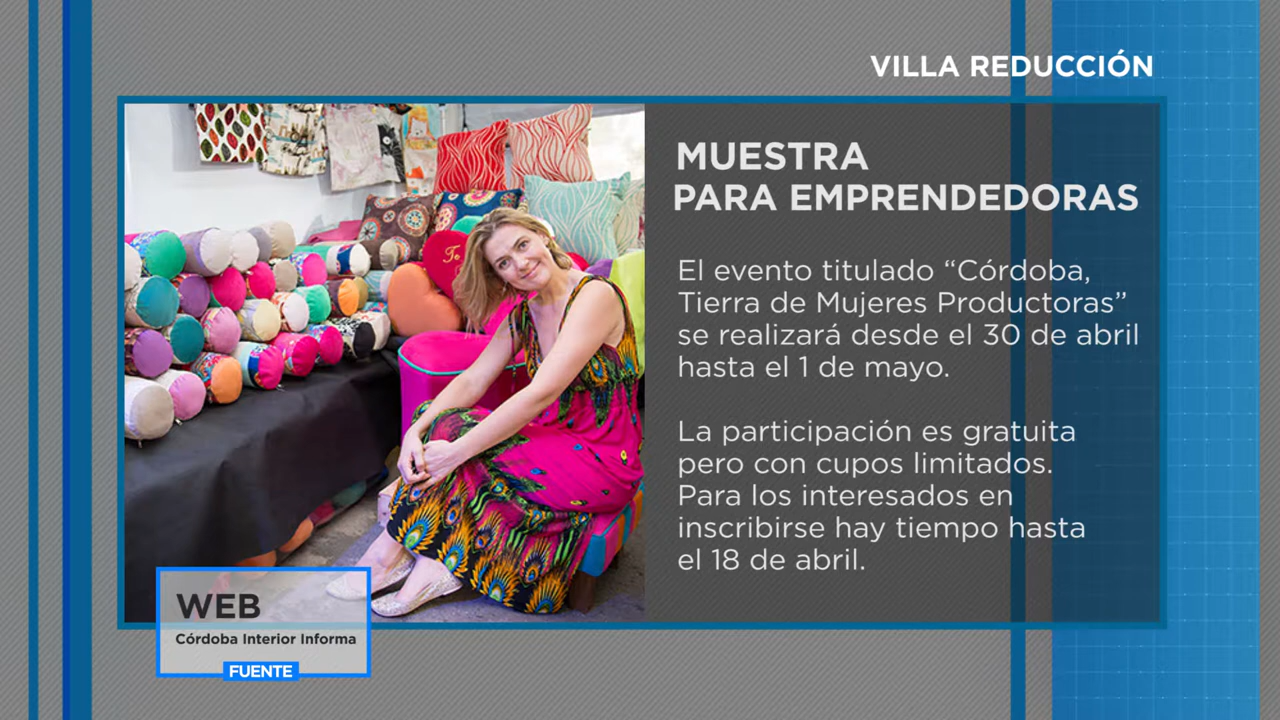 VILLA REDUCCIÓN
MUESTRA
PARA EMPRENDEDORAS
El evento titulado “Córdoba,
Tierra de Mujeres Productoras”
se realizará desde el 30 de abril
hasta el 1 de mayo.
La participación es gratuita
pero con cupos limitados.
Para los interesados en
inscribirse hay tiempo hasta
el 18 de abril.
WEB
Córdoba Interior Informa
FUENTE